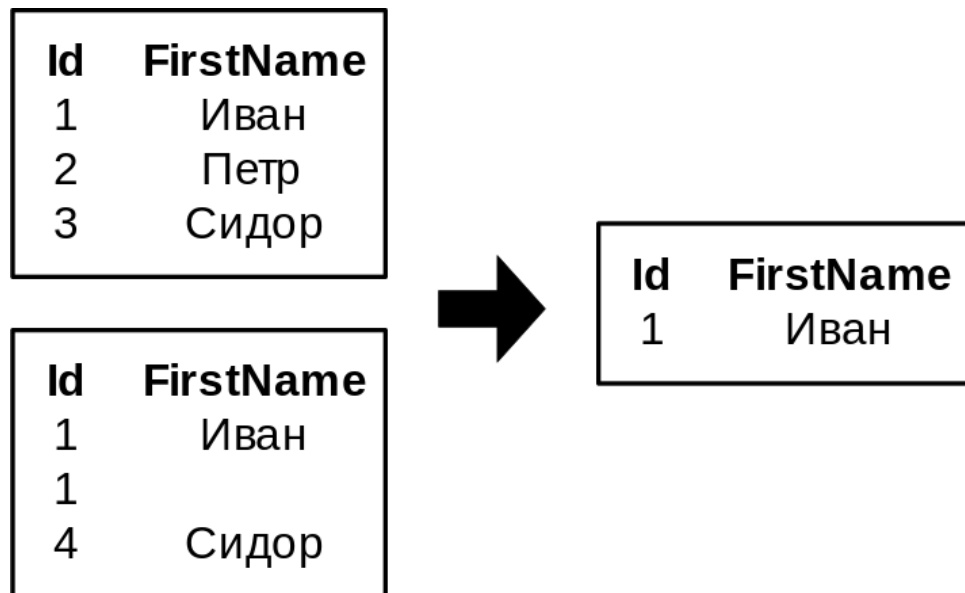 Id FirstName
1 Иван
2 Петр
3 Сидор
Id FirstName
1 Иван
1
4 Сидор
Id FirstName
1 Иван